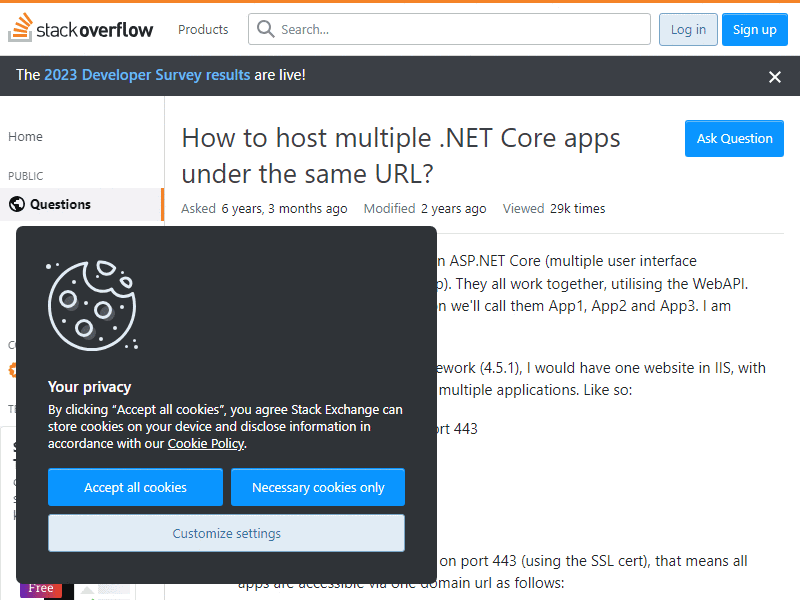 stackoverflow
Products
Search...
Log in
Sign up
The 2023 Developer Survey results are live!
Home
PUBLIC
Questions
How to host multiple .NET Core apps
under the same URL?
Ask Question
Asked 6 years, 3 months ago Modified 2 years ago Viewed 29k times
n ASP.NET Core (multiple user interface
). They all work together, utilising the WebAPI.
n we'll call them App1, App2 and App3. I am
ework (4.5.1), I would have one website in IIS, with
multiple applications. Like so:
ort 443
on port 443 (using the SSL cert), that means all
apps are accessible via one domain url as follows:
Your privacy
By clicking “Accept all cookies”, you agree Stack Exchange can
store cookies on your device and disclose information in
accordance with our Cookie Policy.
Accept all cookies
Necessary cookies only
Customize settings
Free